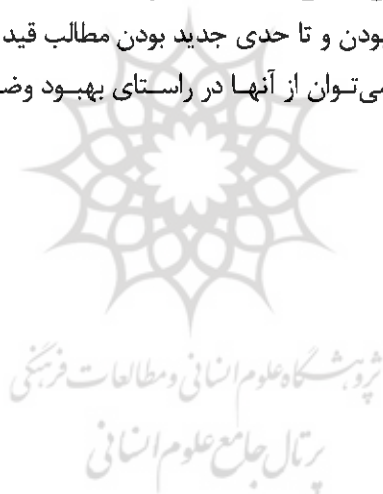 بودن و تا حدی جدید بودن مطالب قید
می‌توان از آنها در راستای بهبود وضـ
پژوهشگاه علوم انسانی و مطالعات فرهنگی
پرتال جامع علوم انسانی